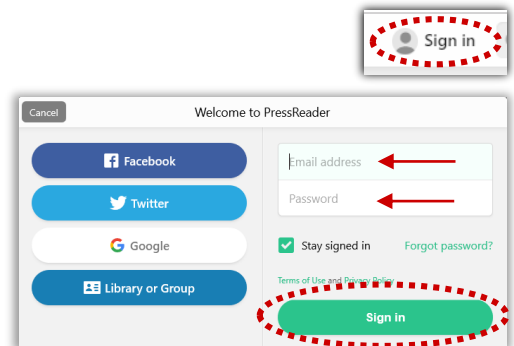 Sign in
Cancel
Welcome to PressReader
Facebook
Twitter
Google
Library or Group
Email address
Password
Stay signed in
Forgot password?
Terms of Use and Privacy Policy
Sign in